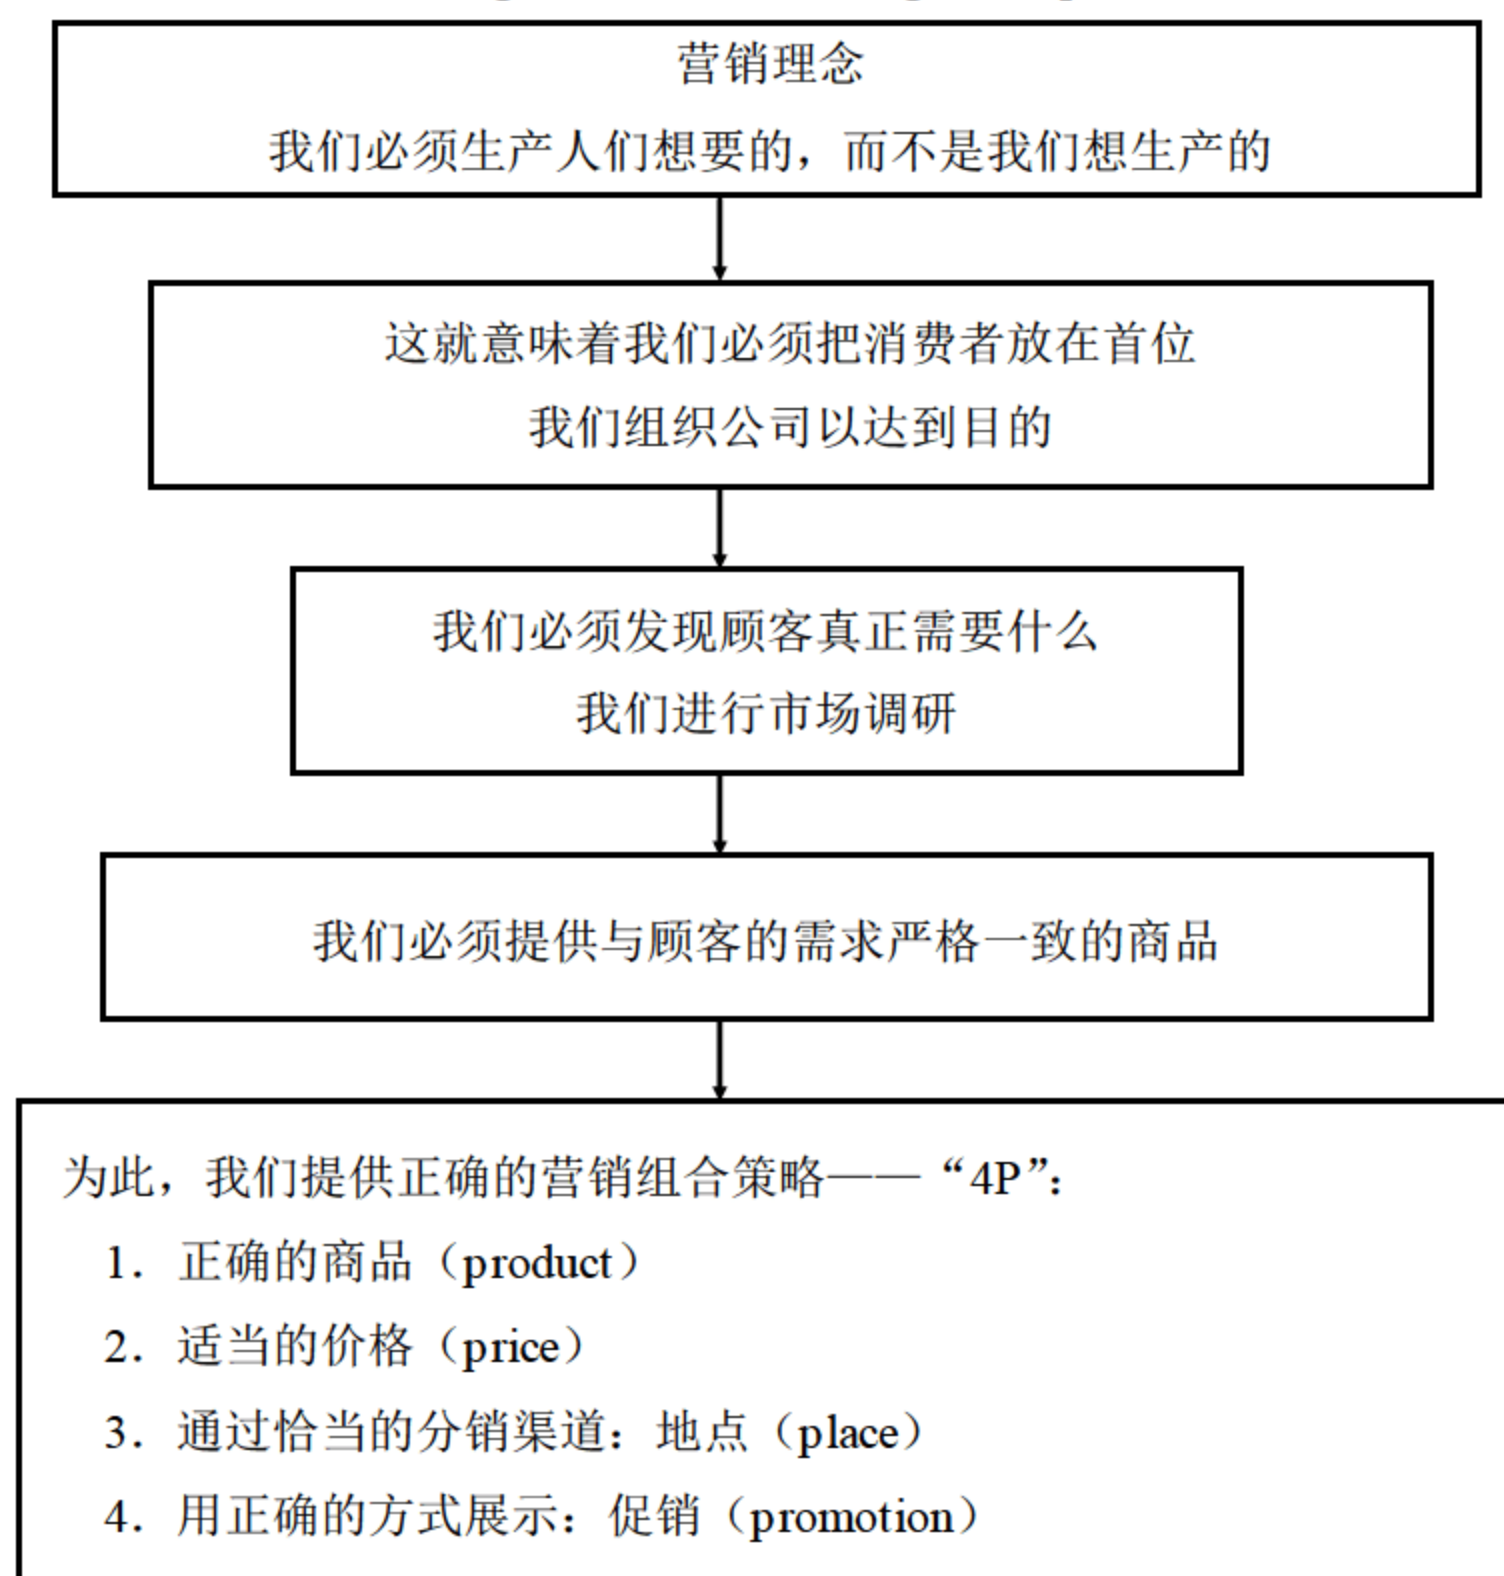 营销理念
我们必须生产人们想要的，而不是我们想生产的
这就意味着我们必须把消费者放在首位
我们组织公司以达到目的
我们必须发现顾客真正需要什么
我们进行市场调研
我们必须提供与顾客的需求严格一致的商品
为此，我们提供正确的营销组合策略——“4P”：
1．正确的商品（product）
2．适当的价格（price）
3．通过恰当的分销渠道：地点（place）
4．用正确的方式展示：促销（promotion）